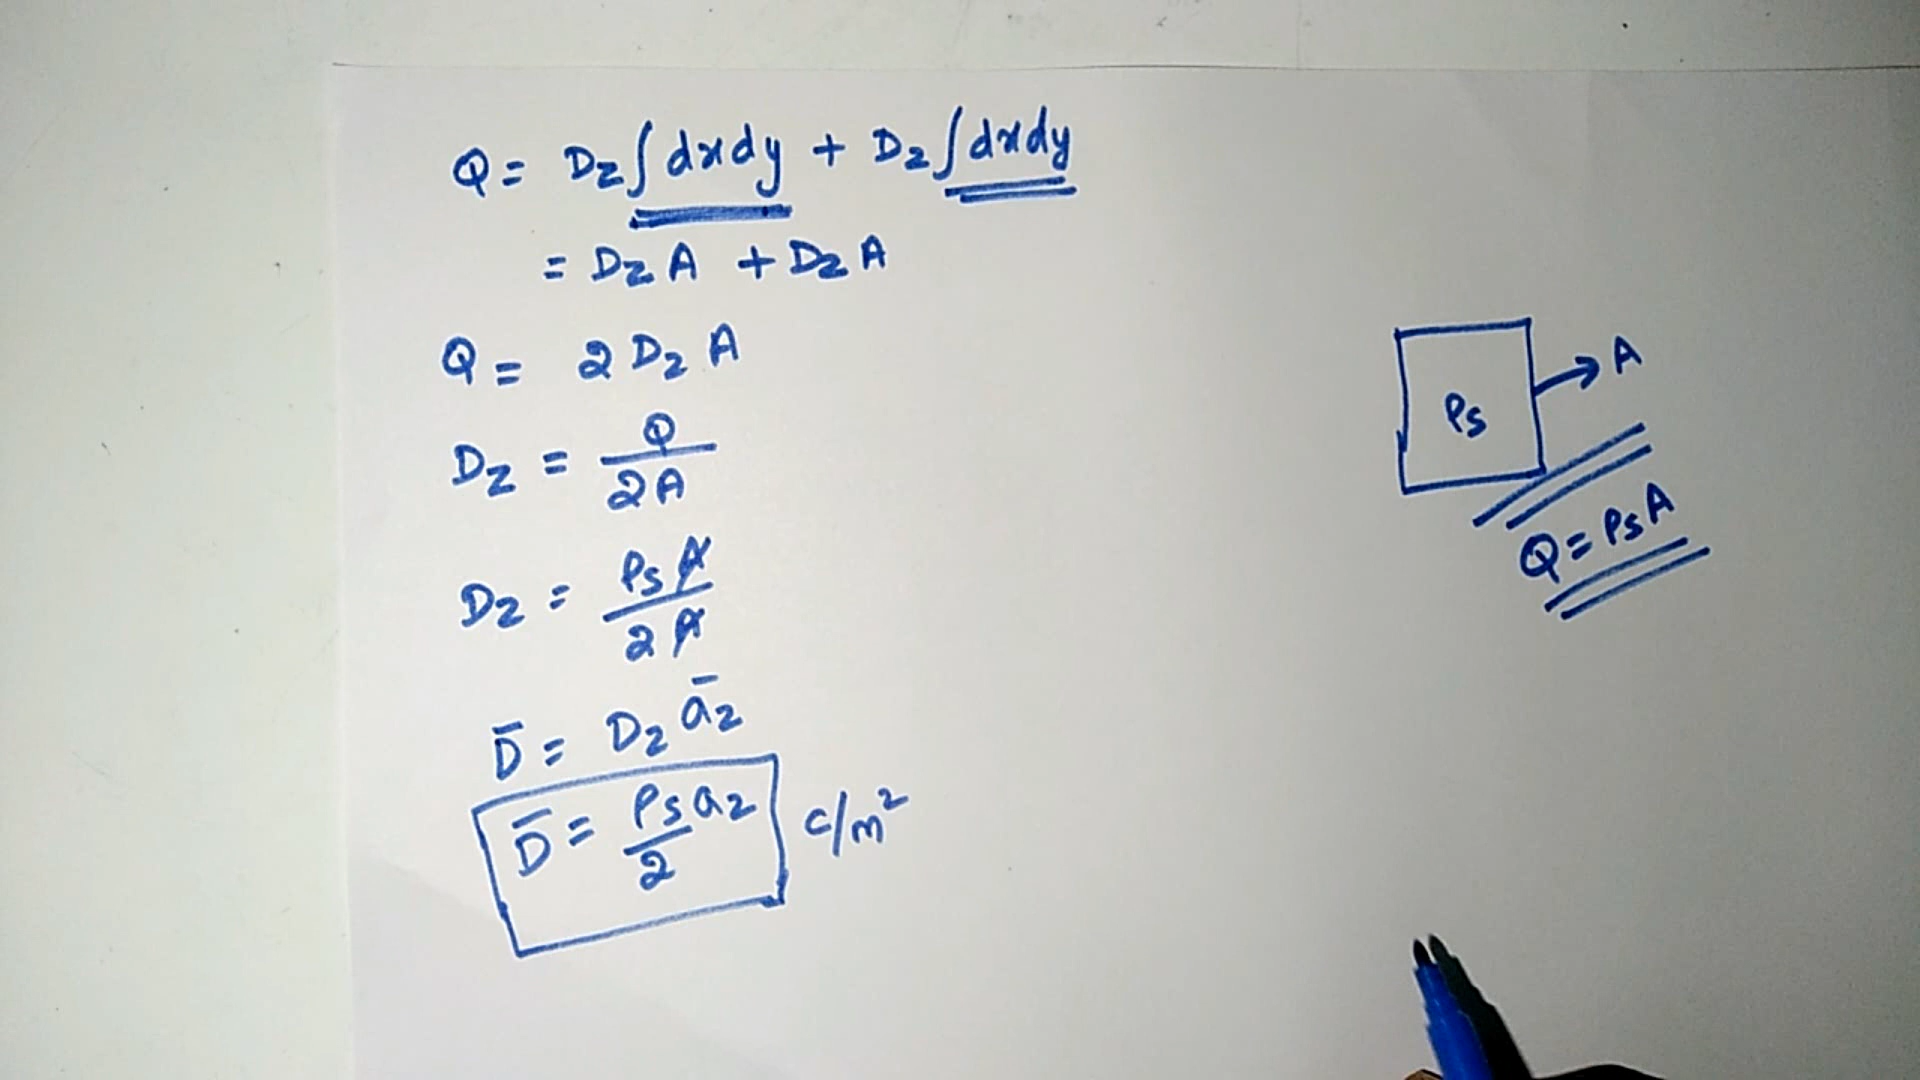 Q = Dz ∫dxdy + Dz ∫dxdy
= Dz A + Dz A
Q = 2 Dz A
Dz = Q/2A
Dz = ρs A/2 A
D̄ = Dz āz
D̄ = ρs az/2 c/m²
ρs → A
Q = ρs A